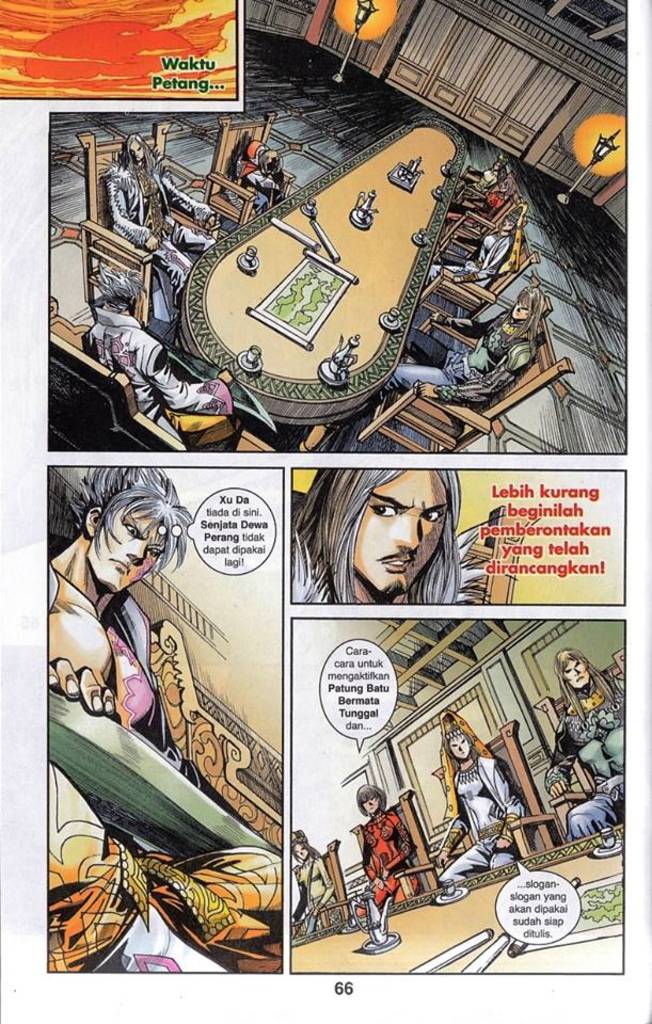 Waktu
Petang...
Xu Da
tiada di sini.
Senjata Dewa
Perang tidak
dapat dipakai
lagi!
Lebih kurang
beginilah
pemberontakan
yang telah
dirancangkan!
Cara-
cara untuk
mengaktifkan
Patung Batu
Bermata
Tunggal
dan...
...slogan-
slogan yang
akan dipakai
sudah siap
ditulis.
66